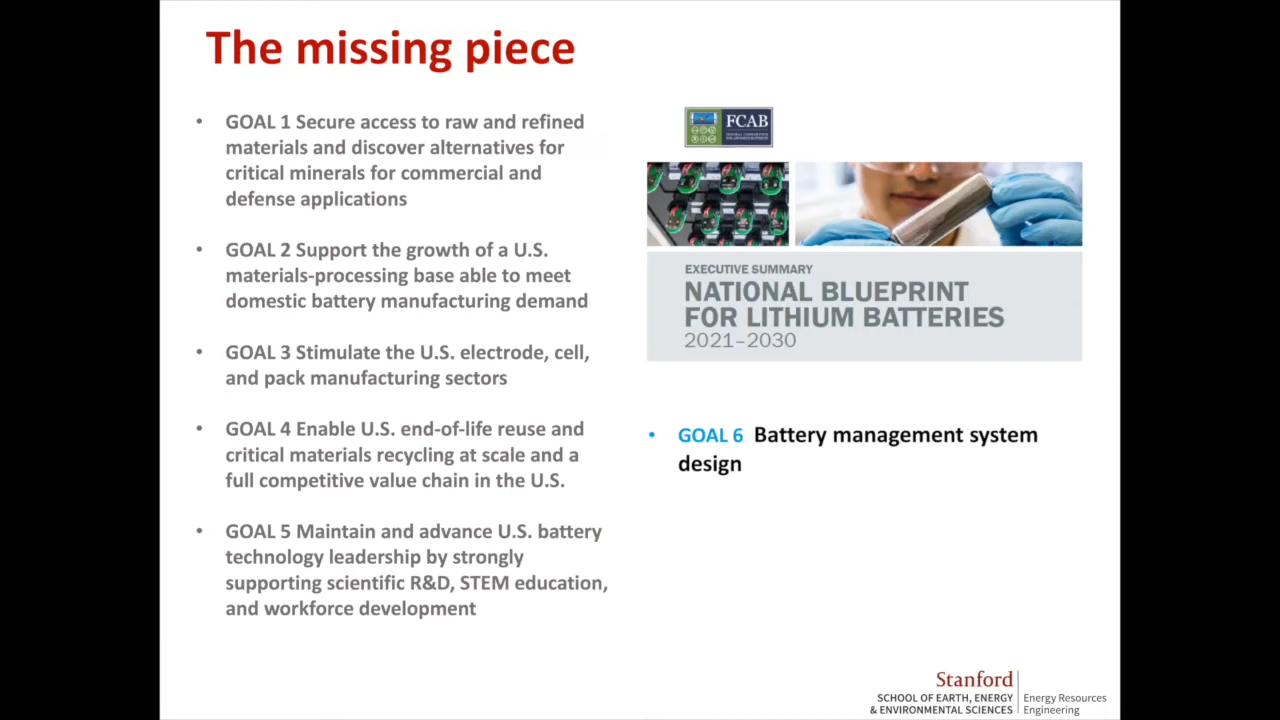 The missing piece
• GOAL 1 Secure access to raw and refined
materials and discover alternatives for
critical minerals for commercial and
defense applications
• GOAL 2 Support the growth of a U.S.
materials-processing base able to meet
domestic battery manufacturing demand
• GOAL 3 Stimulate the U.S. electrode, cell,
and pack manufacturing sectors
• GOAL 4 Enable U.S. end-of-life reuse and
critical materials recycling at scale and a
full competitive value chain in the U.S.
• GOAL 5 Maintain and advance U.S. battery
technology leadership by strongly
supporting scientific R&D, STEM education,
and workforce development
FCAB
EXECUTIVE SUMMARY
NATIONAL BLUEPRINT
FOR LITHIUM BATTERIES
2021–2030
• GOAL 6 Battery management system
design
Stanford
SCHOOL OF EARTH, ENERGY
& ENVIRONMENTAL SCIENCES
Energy Resources
Engineering